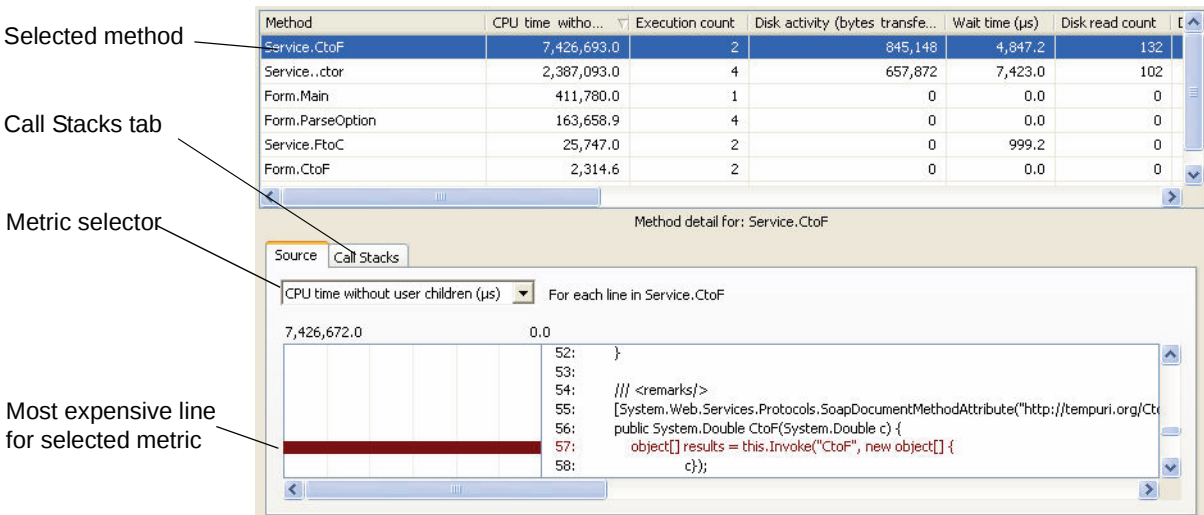 Selected method
Call Stacks tab
Metric selector
Most expensive line
for selected metric
Method CPU time witho... Execution count Disk activity (bytes transfe... Wait time (µs) Disk read count
Service.CtoF 7,426,693.0 2 845,148 4,847.2 132
Service..ctor 2,387,093.0 4 657,872 7,423.0 102
Form.Main 411,780.0 1 0 0.0 0
Form.ParseOption 163,658.9 4 0 0.0 0
Service.FtoC 25,747.0 2 0 999.2 0
Form.CtoF 2,314.6 2 0 0.0 0
Method detail for: Service.CtoF
Source Call Stacks
CPU time without user children (µs) For each line in Service.CtoF
7,426,672.0 0.0
52: }
53:
54: /// <remarks/>
55: [System.Web.Services.Protocols.SoapDocumentMethodAttribute("http://tempuri.org/Cto
56: public System.Double CtoF(System.Double c) {
57: object[] results = this.Invoke("CtoF", new object[] {
58: c});